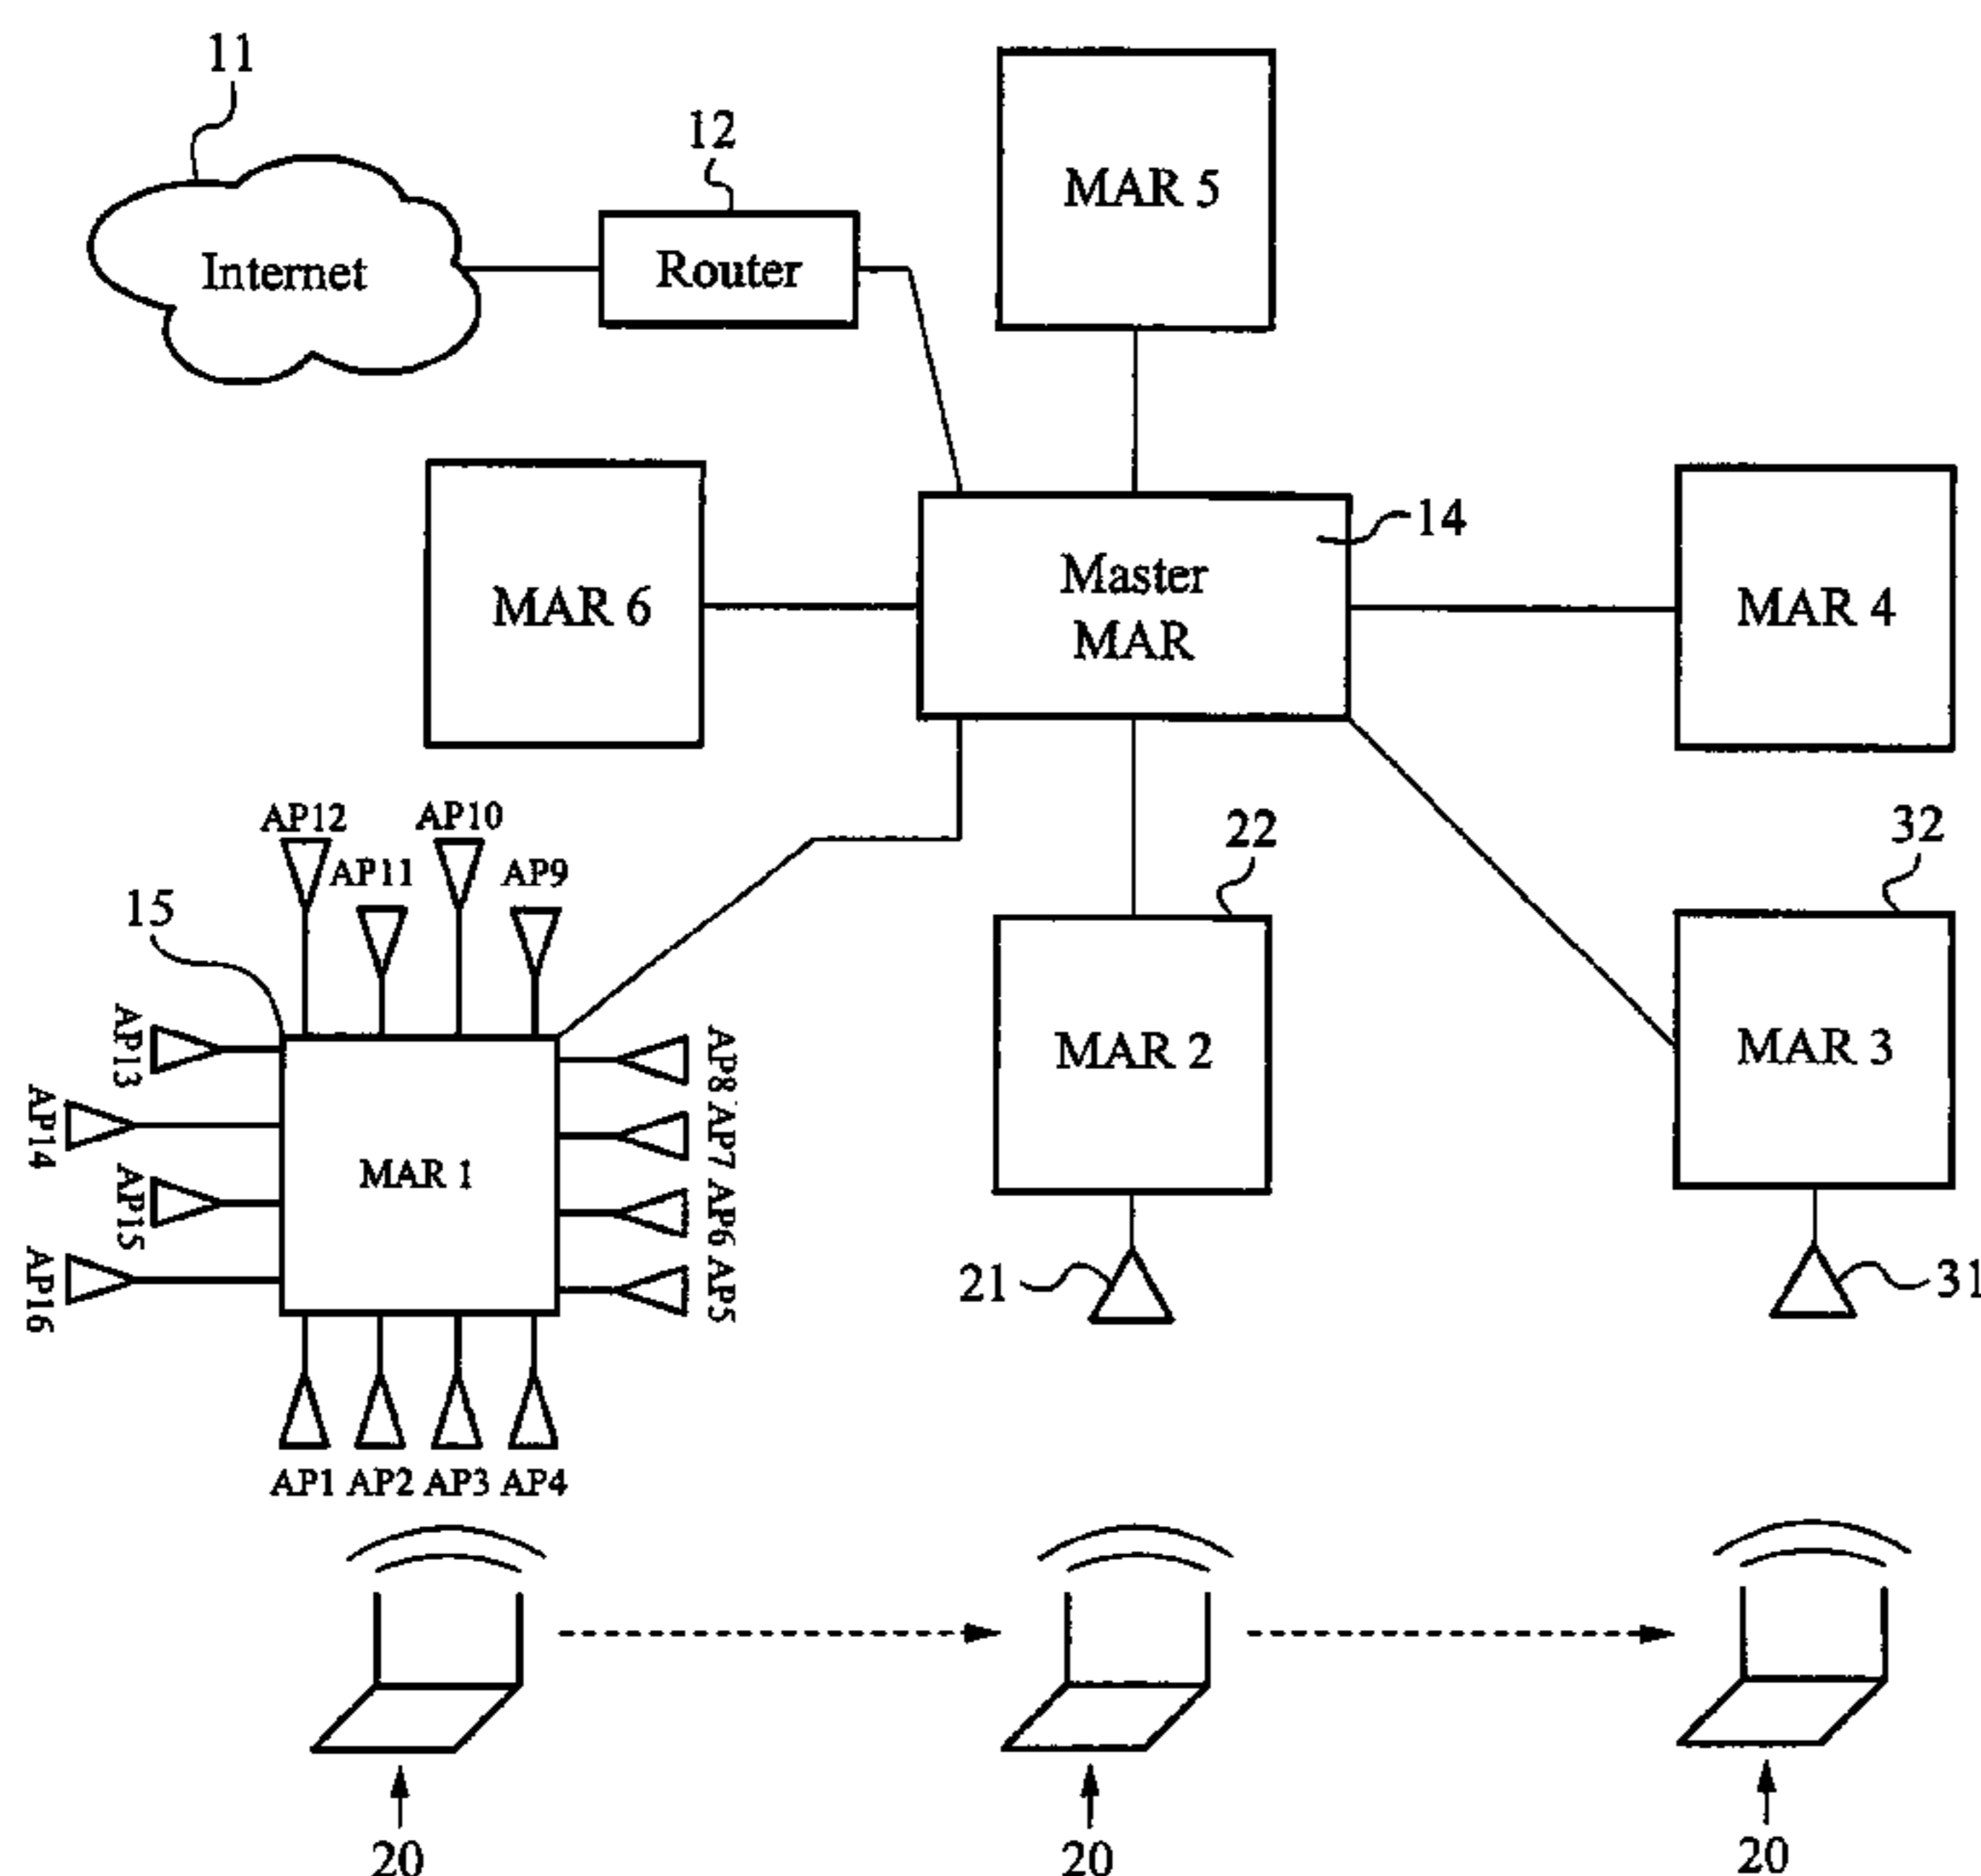 11
12
MAR 5
Internet
Router
14
Master
MAR
MAR 6
MAR 4
AP12
AP10
AP11
AP9
22
32
15
AP13
AP8
AP14
AP7
MAR 1
MAR 2
MAR 3
AP15
AP6
AP16
AP5
21
31
AP1 AP2 AP3 AP4
20
20
20